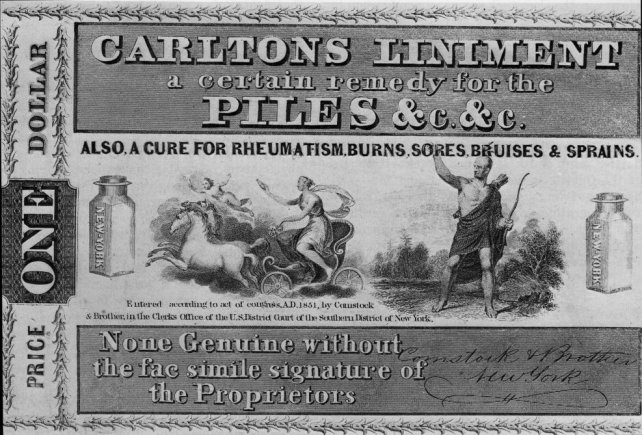 CARLTONS LINIMENT
a certain remedy for the
PILES &c. &c.
ALSO, A CURE FOR RHEUMATISM, BURNS, SORES, BRUISES & SPRAINS.
PRICE ONE DOLLAR
NEW-YORK
NEW-YORK
Entered according to act of congress, A.D. 1851, by Comstock
& Brother, in the Clerks Office of the U.S. District Court of the Southern District of New York.
None Genuine without
the fac simile signature of
the Proprietors
Comstock & Brother
New York